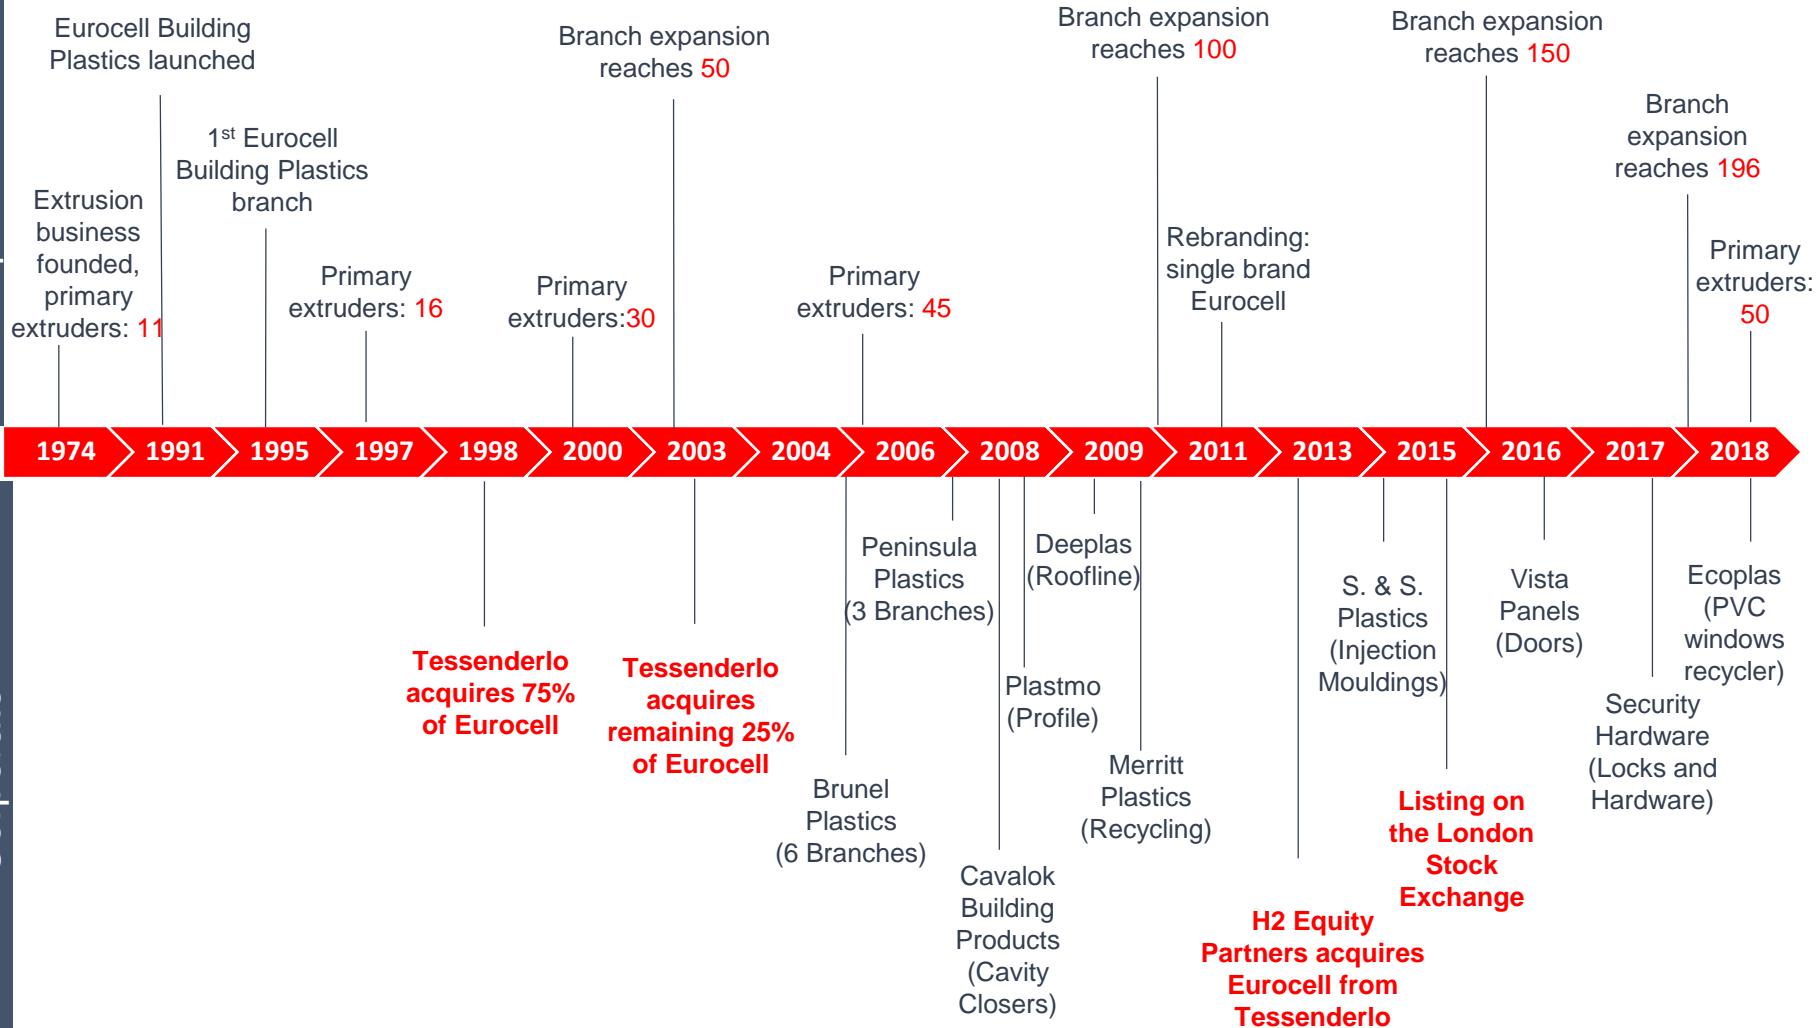 Eurocell Building
Plastics launched
Branch expansion
reaches 50
Branch expansion
reaches 100
Branch expansion
reaches 150
Branch
expansion
reaches 196
1st Eurocell
Building Plastics
branch
Extrusion
business
founded,
primary
extruders: 11
Primary
extruders: 16
Primary
extruders:30
Primary
extruders: 45
Rebranding:
single brand
Eurocell
Primary
extruders:
50
1974 1991 1995 1997 1998 2000 2003 2004 2006 2008 2009 2011 2013 2015 2016 2017 2018
Tessenderlo
acquires 75%
of Eurocell
Tessenderlo
acquires
remaining 25%
of Eurocell
Brunel
Plastics
(6 Branches)
Peninsula
Plastics
(3 Branches)
Cavalok
Building
Products
(Cavity
Closers)
Plastmo
(Profile)
Deeplas
(Roofline)
Merritt
Plastics
(Recycling)
H2 Equity
Partners acquires
Eurocell from
Tessenderlo
S. & S.
Plastics
(Injection
Mouldings)
Listing on
the London
Stock
Exchange
Vista
Panels
(Doors)
Security
Hardware
(Locks and
Hardware)
Ecoplas
(PVC
windows
recycler)